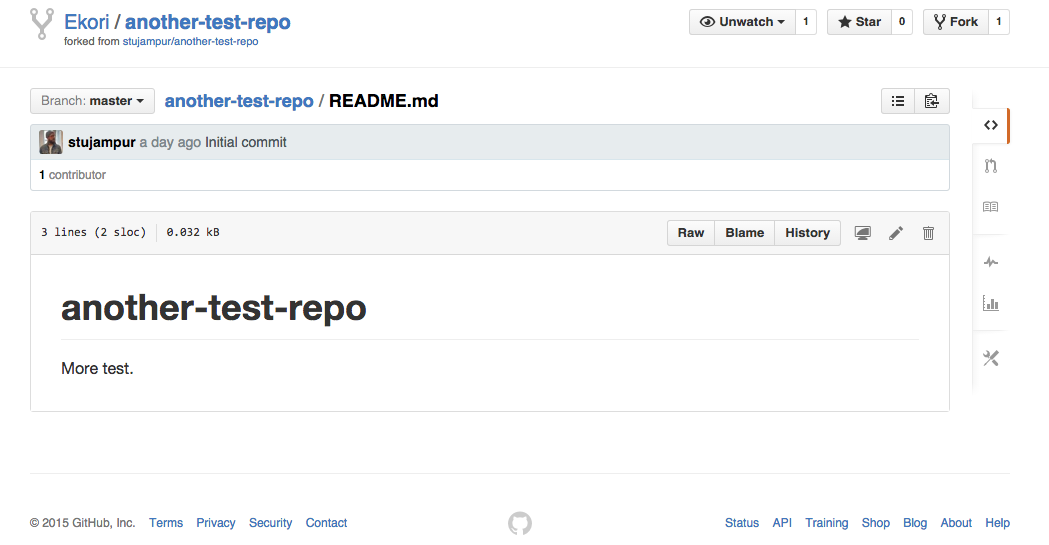 Ekori / another-test-repo
forked from stujampur/another-test-repo
Unwatch 1 Star 0 Fork 1
Branch: master another-test-repo / README.md
stujampur a day ago Initial commit
1 contributor
3 lines (2 sloc) 0.032 kB
Raw Blame History
another-test-repo
More test.
© 2015 GitHub, Inc. Terms Privacy Security Contact
Status API Training Shop Blog About Help